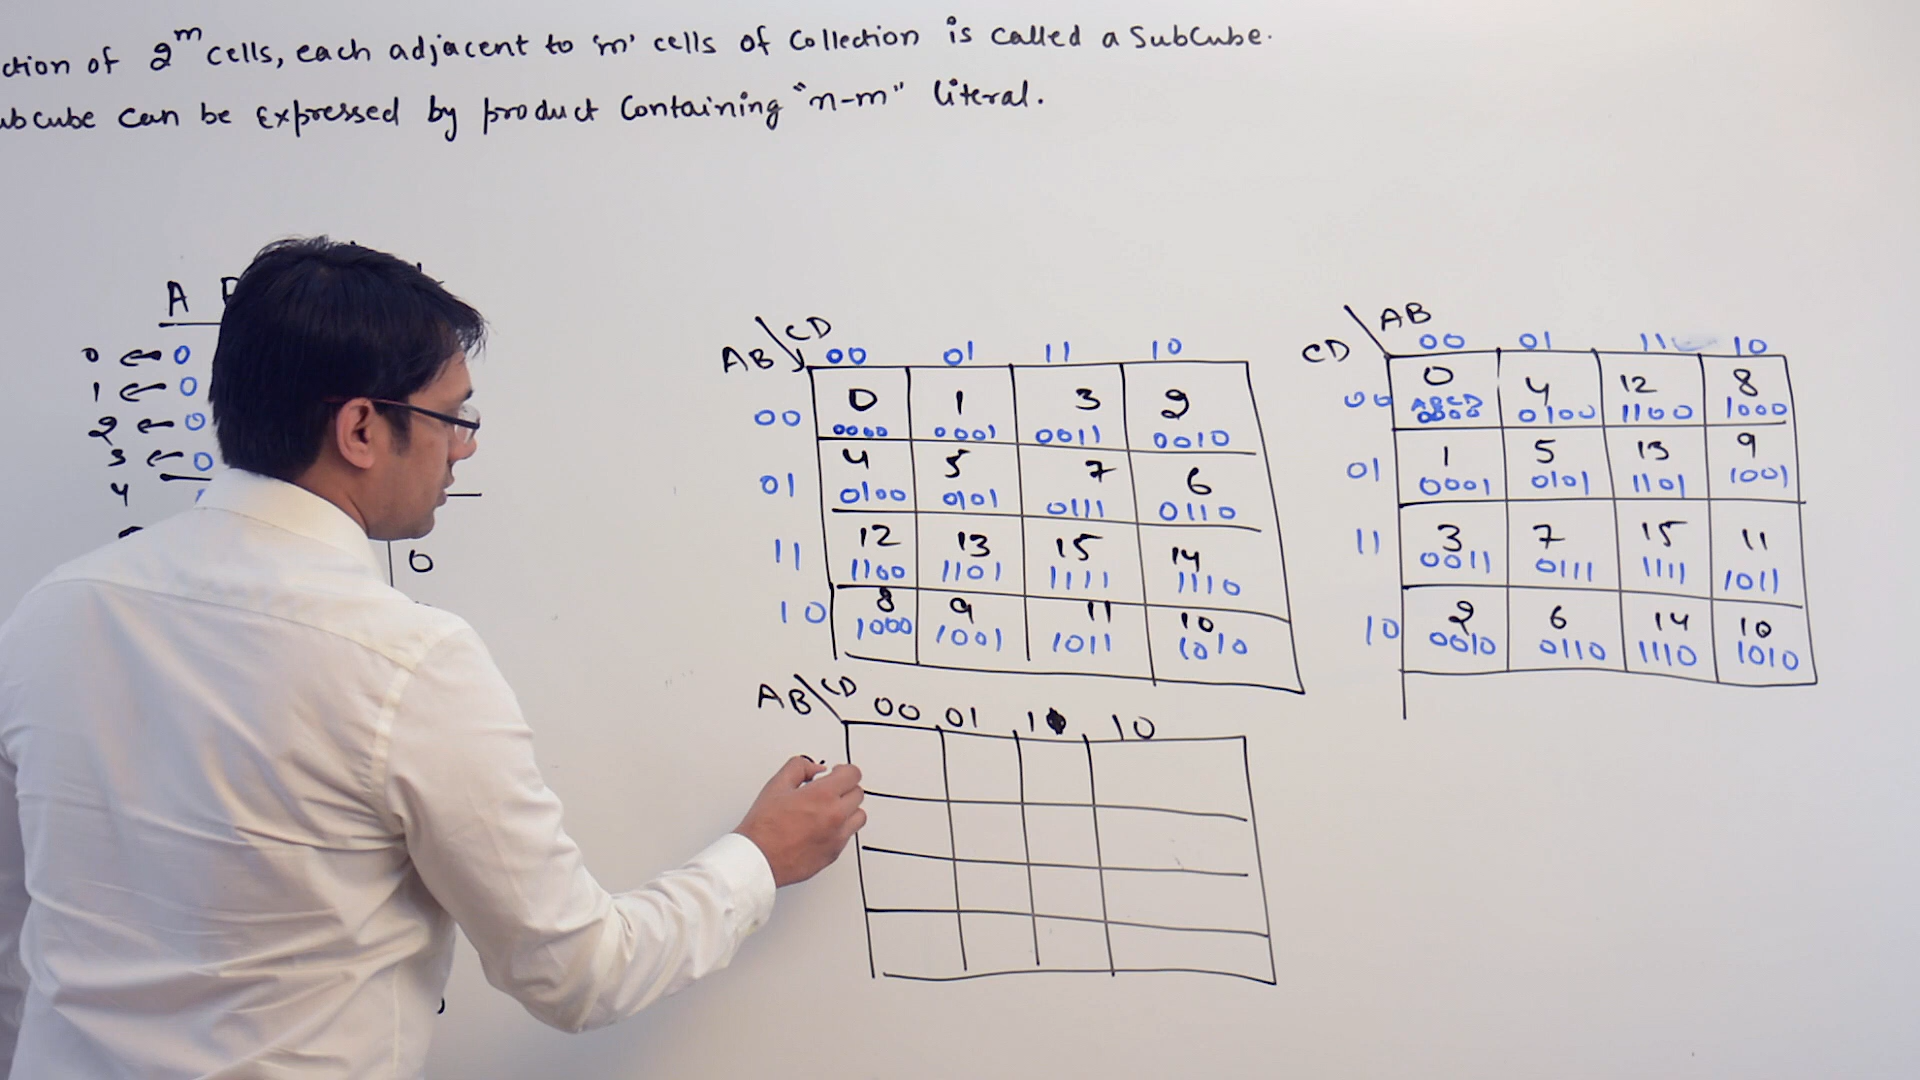 ction of 2^m cells, each adjacent to 'm' cells of Collection is called a SubCube.
ubcube can be Expressed by product Containing "n-m" literal.
A
0 ← 0
1 ← 0
2 ← 0
3 ← 0
4
0
AB \ CD
00 01 11 10
00 0 1 3 2
0000 0001 0011 0010
01 4 5 7 6
0100 0101 0111 0110
11 12 13 15 14
1100 1101 1111 1110
10 8 9 11 10
1000 1001 1011 1010
CD \ AB
00 01 11 10
00 0 4 12 8
ABCD
0000 0100 1100 1000
01 1 5 13 9
0001 0101 1101 1001
11 3 7 15 11
0011 0111 1111 1011
10 2 6 14 10
0010 0110 1110 1010
AB \ CD
00 01 11 10